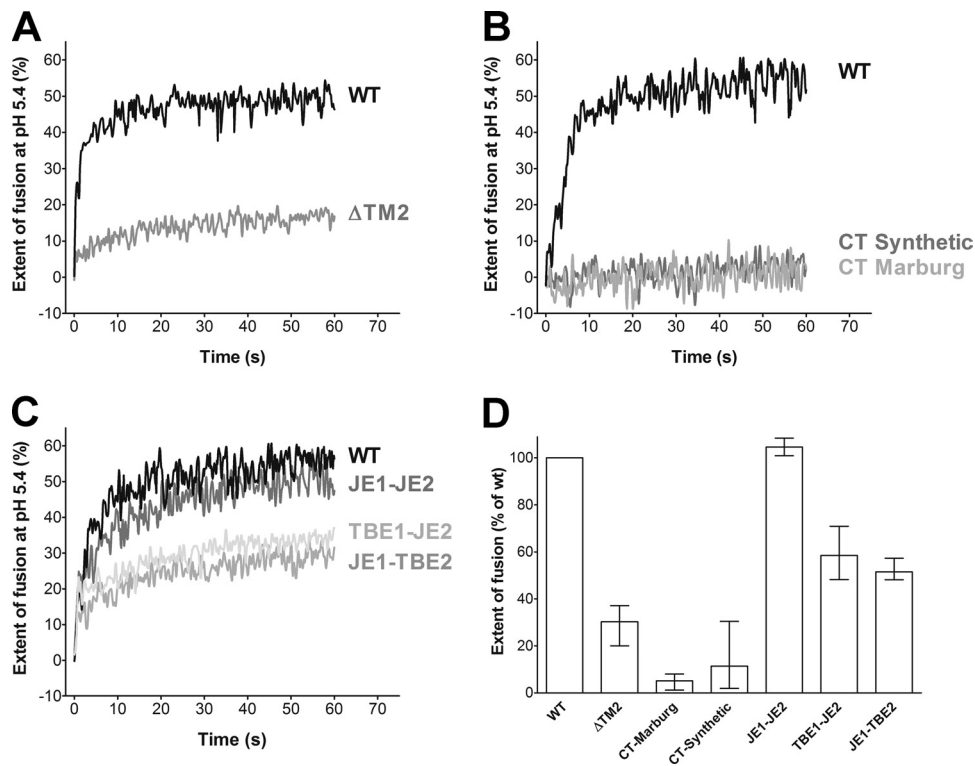 A
Extent of fusion at pH 5.4 (%)
60
50
40
30
20
10
0
-10
0 10 20 30 40 50 60 70
Time (s)
WT
ΔTM2
B
Extent of fusion at pH 5.4 (%)
60
50
40
30
20
10
0
-10
0 10 20 30 40 50 60 70
Time (s)
WT
CT Synthetic
CT Marburg
C
Extent of fusion at pH 5.4 (%)
60
50
40
30
20
10
0
-10
0 10 20 30 40 50 60 70
Time (s)
WT
JE1-JE2
TBE1-JE2
JE1-TBE2
D
Extent of fusion (% of wt)
100
80
60
40
20
0
WT
ΔTM2
CT-Marburg
CT-Synthetic
JE1-JE2
TBE1-JE2
JE1-TBE2